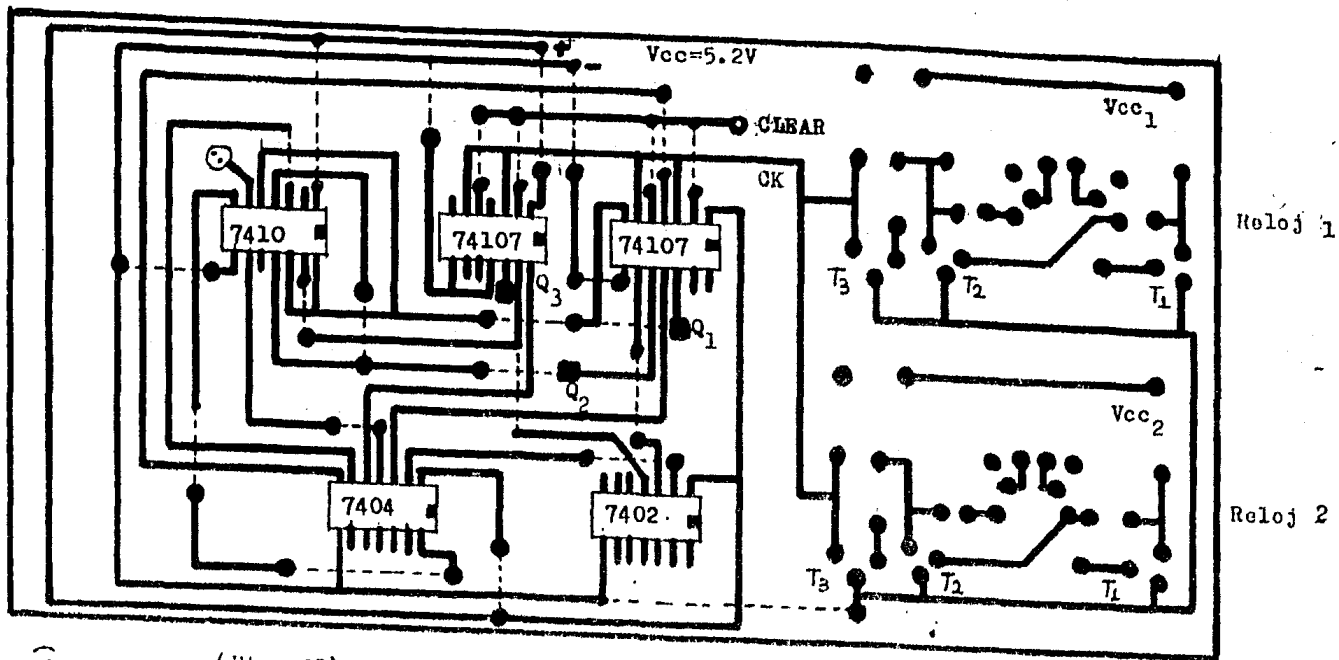 +
Vcc=5.2V
-
Vcc1
CLEAR
CK
Reloj 1
7410
74107
74107
T3
T2
T1
Q3
Q1
Q2
Vcc2
7404
7402
Reloj 2
T3
T2
T1